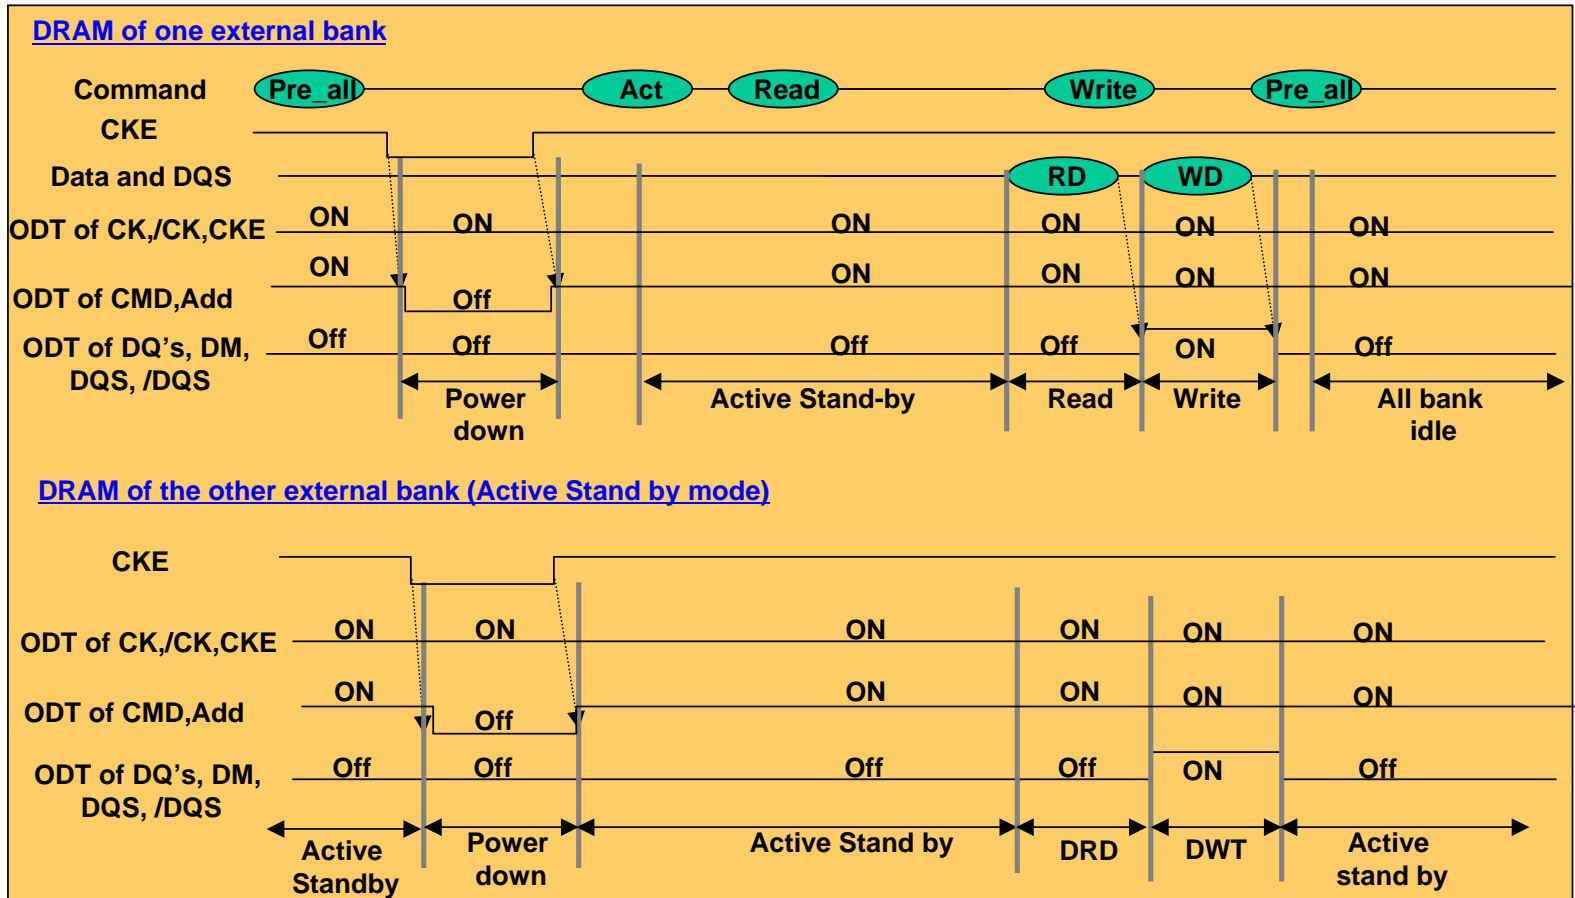 DRAM of one external bank
Command Pre_all Act Read Write Pre_all
CKE
Data and DQS RD WD
ODT of CK,/CK,CKE ON ON ON ON ON ON
ODT of CMD,Add ON Off ON ON ON ON
ODT of DQ's, DM, Off Off Off Off ON Off
DQS, /DQS
Power Active Stand-by Read Write All bank
down idle
DRAM of the other external bank (Active Stand by mode)
CKE
ODT of CK,/CK,CKE ON ON ON ON ON ON
ODT of CMD,Add ON Off ON ON ON ON
ODT of DQ's, DM, Off Off Off Off ON Off
DQS, /DQS
Active Power Active Stand by DRD DWT Active
Standby down stand by